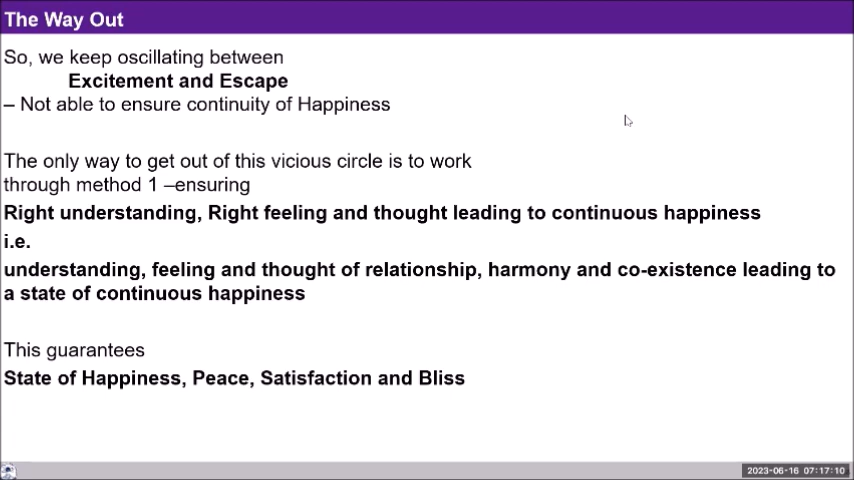 The Way Out
So, we keep oscillating between
Excitement and Escape
– Not able to ensure continuity of Happiness
The only way to get out of this vicious circle is to work
through method 1 –ensuring
Right understanding, Right feeling and thought leading to continuous happiness
i.e.
understanding, feeling and thought of relationship, harmony and co-existence leading to
a state of continuous happiness
This guarantees
State of Happiness, Peace, Satisfaction and Bliss
2023-06-16 07:17:10